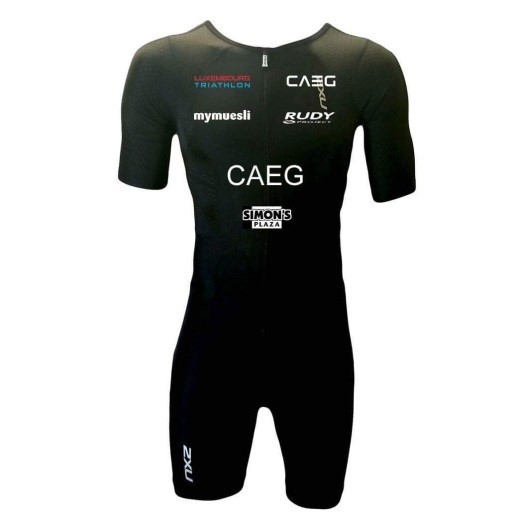 LUXEMBOURG
TRIATHLON
CAEG
2XU
mymuesli
RUDY
PROJECT
CAEG
SIMON'S
PLAZA
2XU